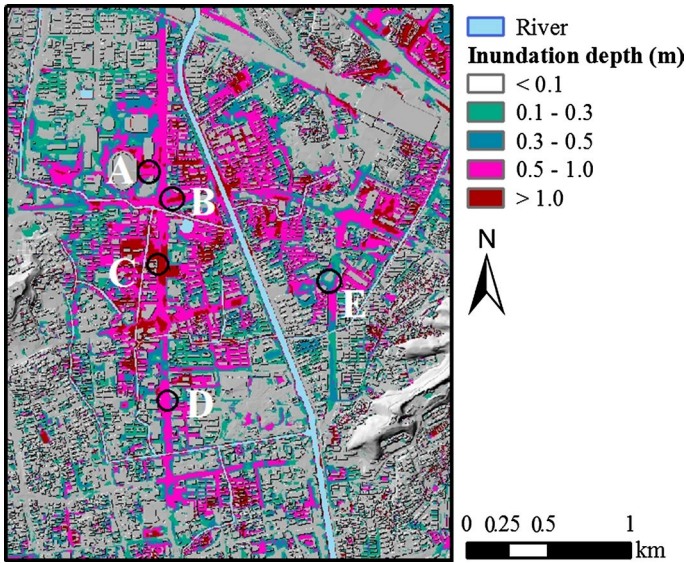 River
Inundation depth (m)
< 0.1
0.1 - 0.3
0.3 - 0.5
0.5 - 1.0
> 1.0
N
A
B
C
E
D
0 0.25 0.5 1
km